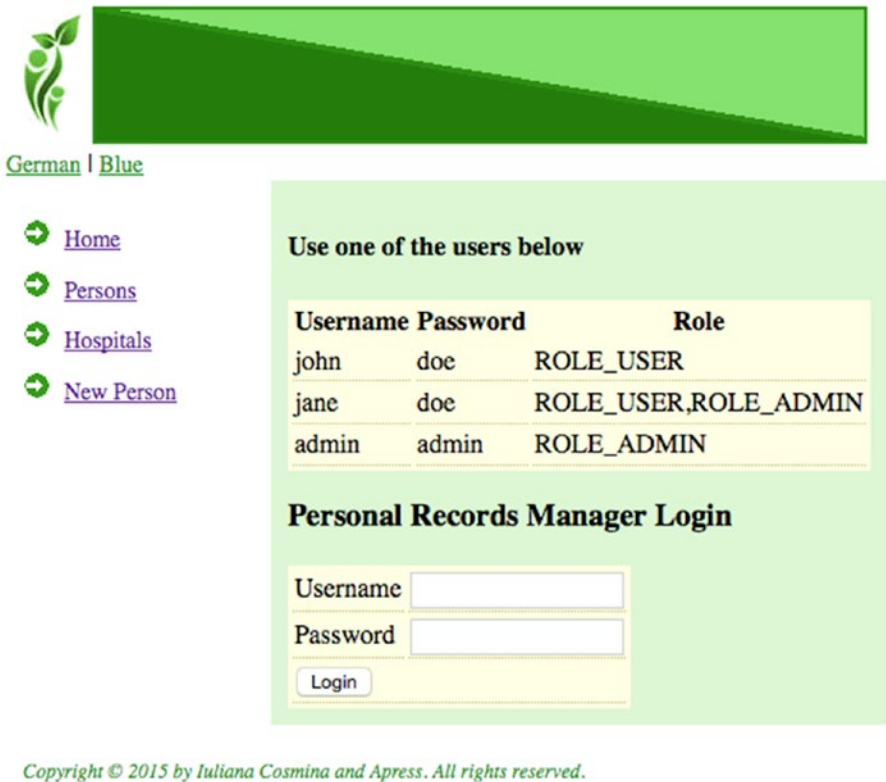 German | Blue
Home
Persons
Hospitals
New Person
Use one of the users below
Username Password Role
john doe ROLE_USER
jane doe ROLE_USER,ROLE_ADMIN
admin admin ROLE_ADMIN
Personal Records Manager Login
Username
Password
Login
Copyright © 2015 by Iuliana Cosmina and Apress. All rights reserved.